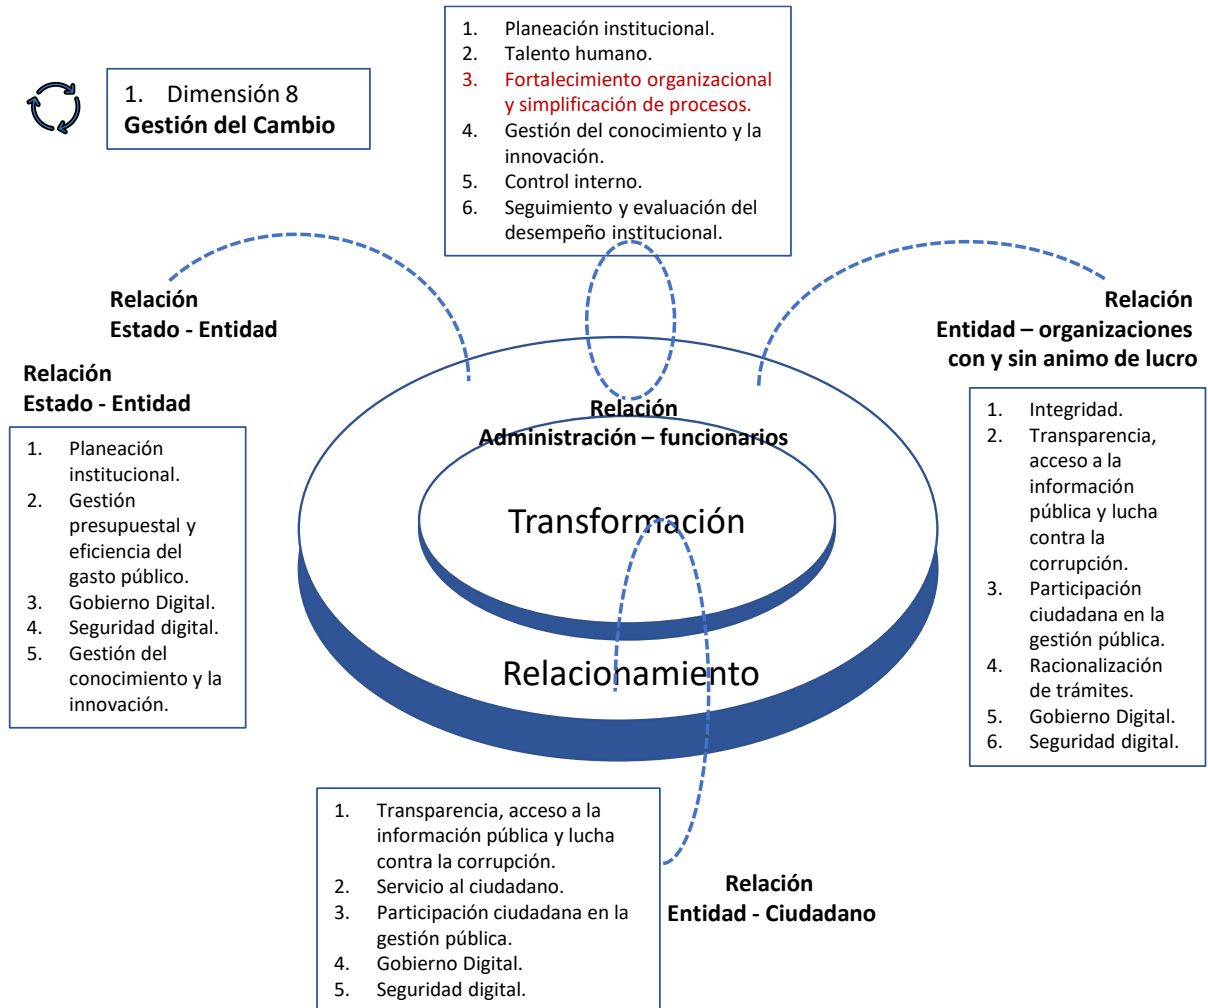 1. Dimensión 8
Gestión del Cambio
1. Planeación institucional.
2. Talento humano.
3. Fortalecimiento organizacional
y simplificación de procesos.
4. Gestión del conocimiento y la
innovación.
5. Control interno.
6. Seguimiento y evaluación del
desempeño institucional.
Relación
Estado - Entidad
Relación
Estado - Entidad
1. Planeación
institucional.
2. Gestión
presupuestal y
eficiencia del
gasto público.
3. Gobierno Digital.
4. Seguridad digital.
5. Gestión del
conocimiento y la
innovación.
Relación
Administración – funcionarios
Transformación
Relacionamiento
Relación
Entidad – organizaciones
con y sin animo de lucro
1. Integridad.
2. Transparencia,
acceso a la
información
pública y lucha
contra la
corrupción.
3. Participación
ciudadana en la
gestión pública.
4. Racionalización
de trámites.
5. Gobierno Digital.
6. Seguridad digital.
1. Transparencia, acceso a la
información pública y lucha
contra la corrupción.
2. Servicio al ciudadano.
3. Participación ciudadana en la
gestión pública.
4. Gobierno Digital.
5. Seguridad digital.
Relación
Entidad - Ciudadano